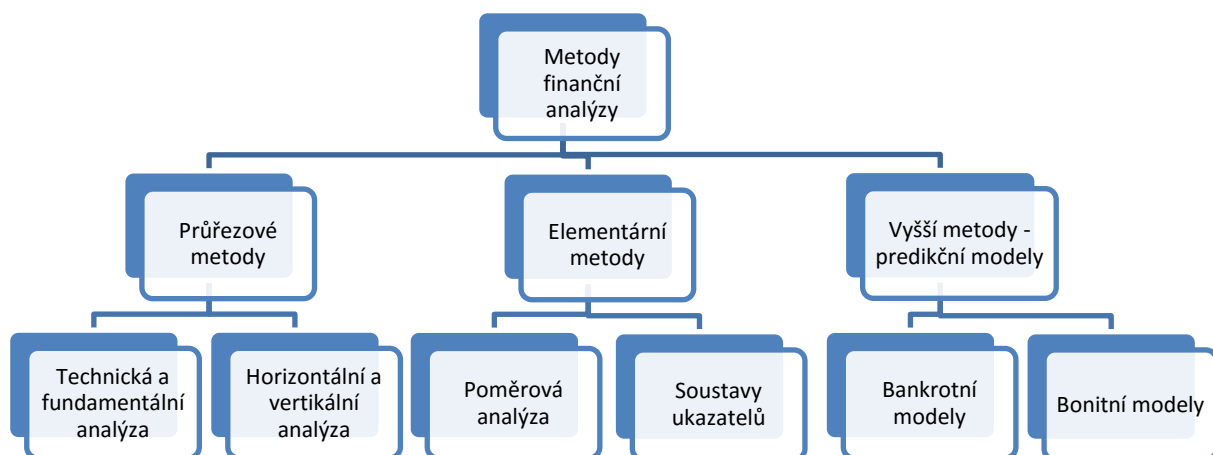 Metody
finanční
analýzy
Průřezové
metody
Elementární
metody
Vyšší metody -
predikční modely
Technická a
fundamentální
analýza
Horizontální a
vertikální
analýza
Poměrová
analýza
Soustavy
ukazatelů
Bankrotní
modely
Bonitní modely